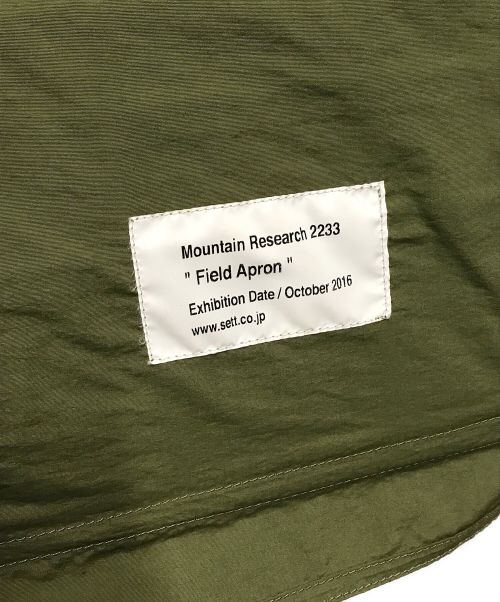 Mountain Research 2233
" Field Apron "
Exhibition Date / October 2016
www.sett.co.jp